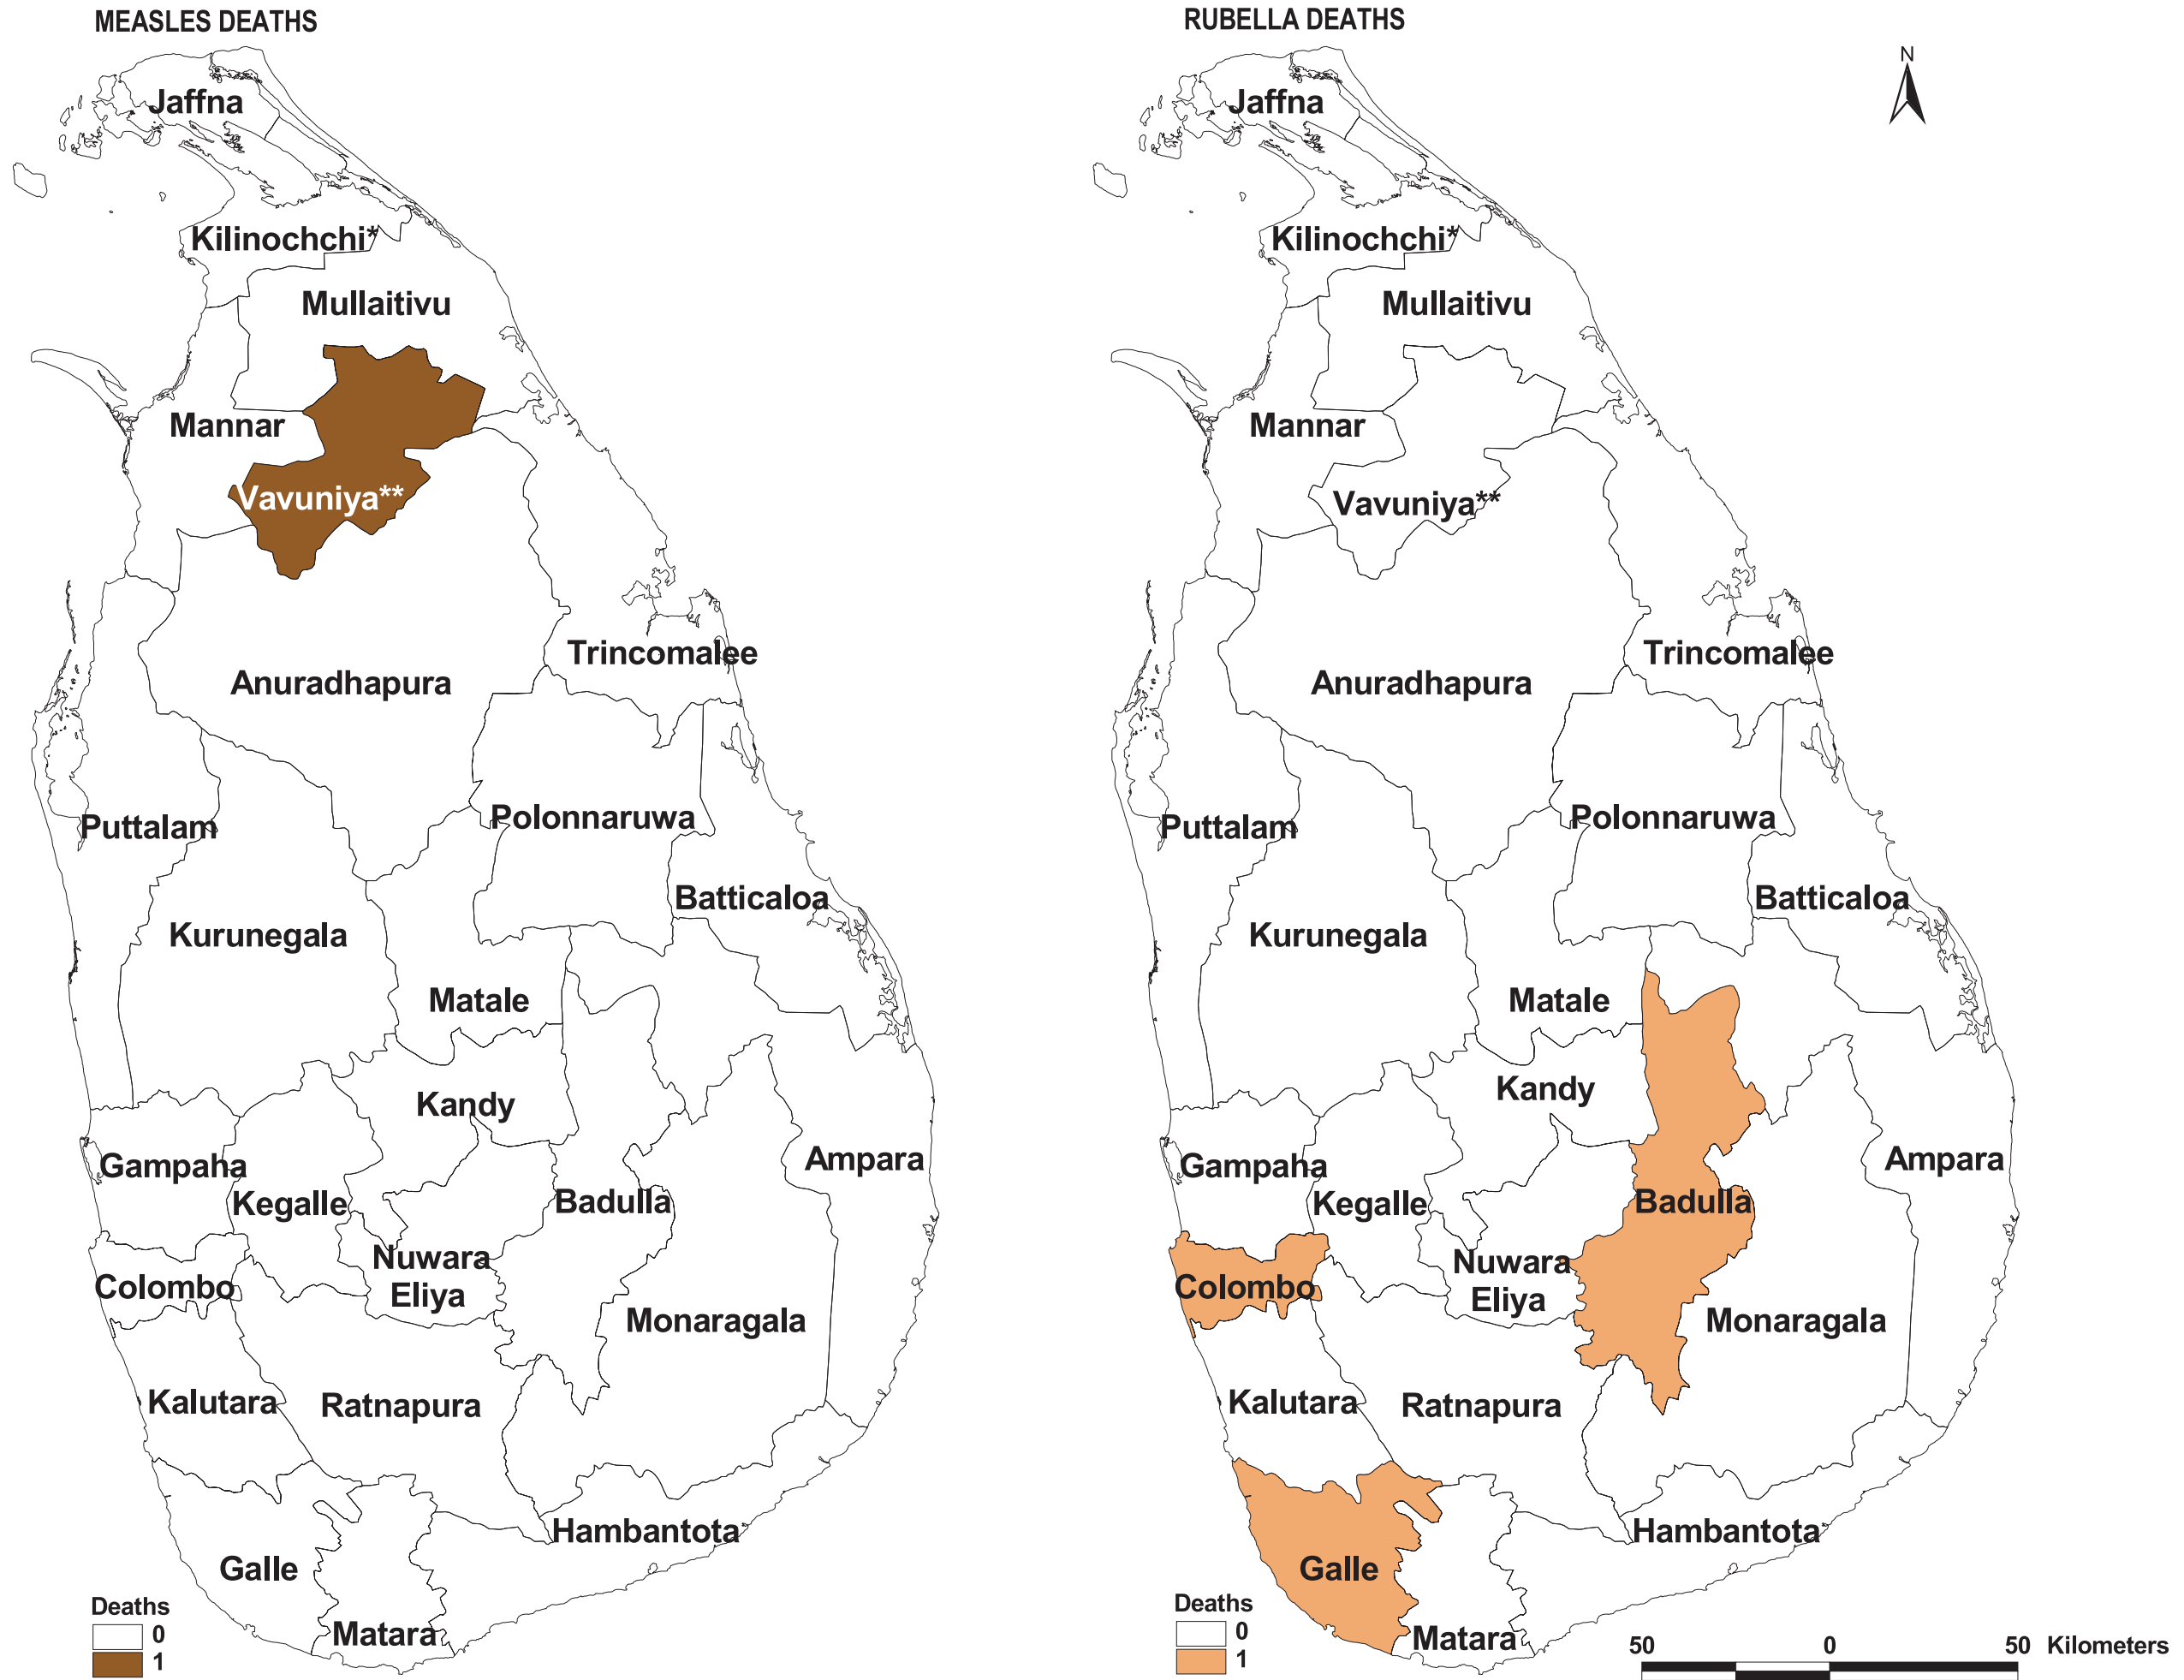 MEASLES DEATHS
Jaffna
Kilinochchi*
Mullaitivu
Mannar
Vavuniya**
Trincomalee
Anuradhapura
Polonnaruwa
Puttalam
Batticaloa
Kurunegala
Matale
Kandy
Gampaha
Ampara
Kegalle
Badulla
Nuwara
Eliya
Colombo
Monaragala
Kalutara
Ratnapura
Hambantota
Galle
Matara
Deaths
0
1
RUBELLA DEATHS
N
Jaffna
Kilinochchi*
Mullaitivu
Mannar
Vavuniya**
Trincomalee
Anuradhapura
Polonnaruwa
Puttalam
Batticaloa
Kurunegala
Matale
Kandy
Gampaha
Ampara
Kegalle
Badulla
Nuwara
Eliya
Colombo
Monaragala
Kalutara
Ratnapura
Hambantota
Galle
Matara
Deaths
0
1
50 0 50 Kilometers